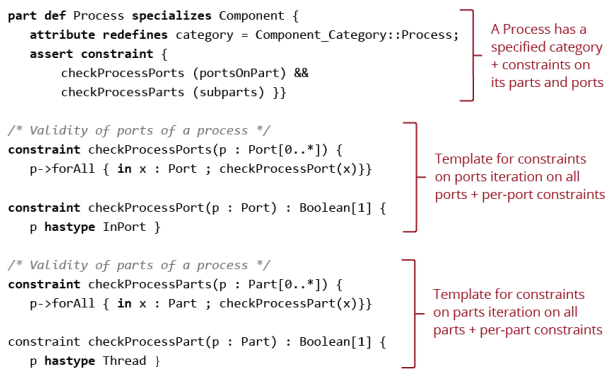 part def Process specializes Component {
attribute redefines category = Component_Category::Process;
assert constraint {
checkProcessPorts (portsOnPart) &&
checkProcessParts (subparts) }}
A Process has a
specified category
+ constraints on
its parts and ports
/* Validity of ports of a process */
constraint checkProcessPorts(p : Port[0..*]) {
p->forAll { in x : Port ; checkProcessPort(x)}}
constraint checkProcessPort(p : Port) : Boolean[1] {
p hastype InPort }
Template for constraints
on ports iteration on all
ports + per-port constraints
/* Validity of parts of a process */
constraint checkProcessParts(p : Part[0..*]) {
p->forAll { in x : Part ; checkProcessPart(x)}}
constraint checkProcessPart(p : Part) : Boolean[1] {
p hastype Thread }
Template for constraints
on parts iteration on all
parts + per-part constraints